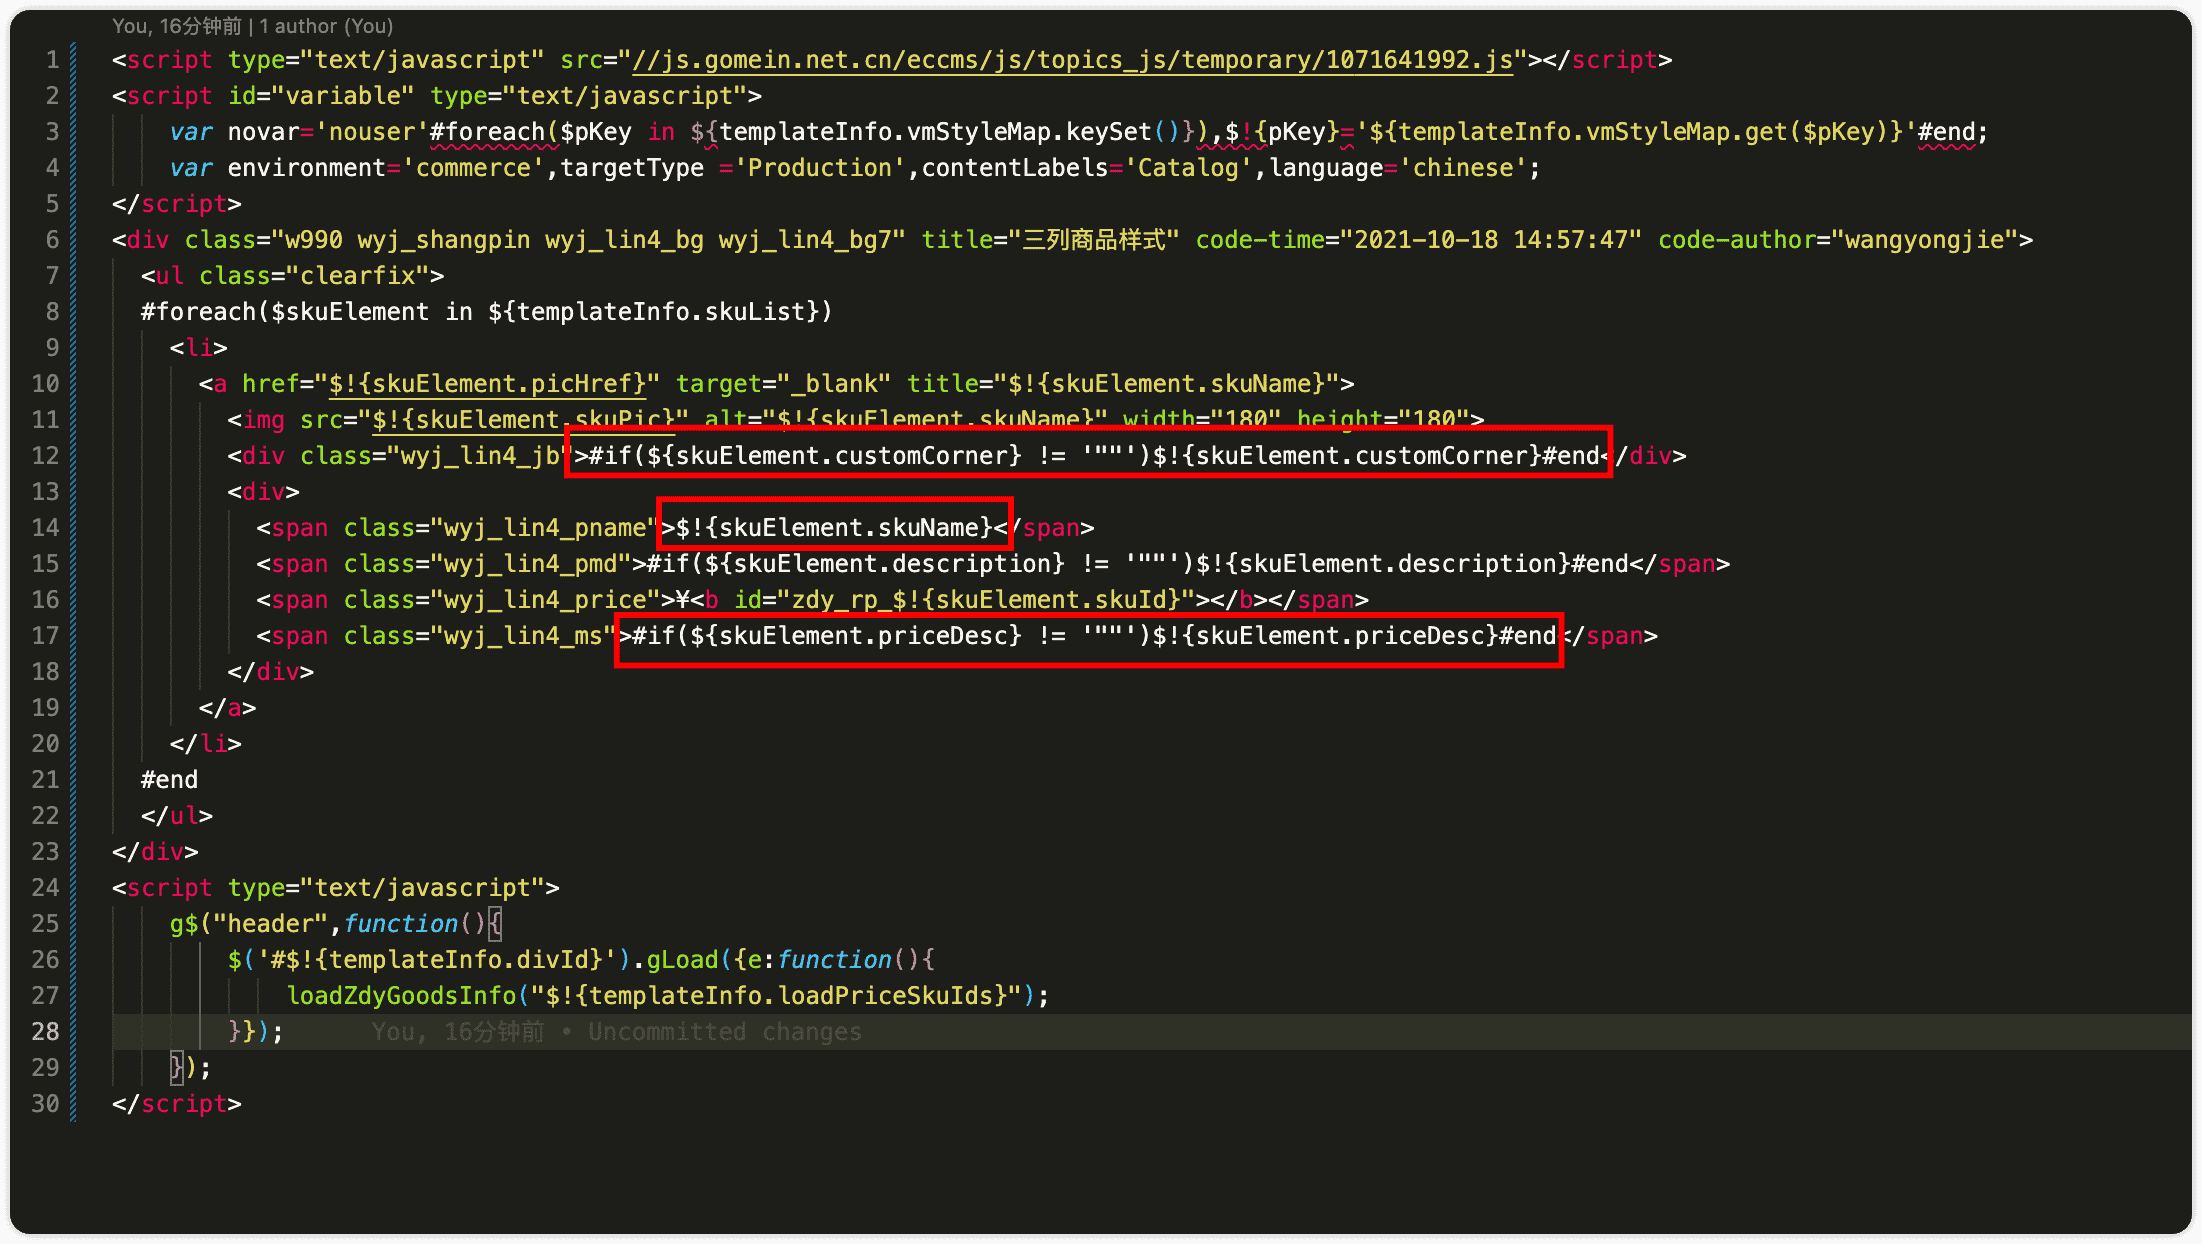 You, 16分钟前 | 1 author (You)
1 <script type="text/javascript" src="//js.gomein.net.cn/eccms/js/topics_js/temporary/1071641992.js"></script>
2 <script id="variable" type="text/javascript">
3 var novar='nouser'#foreach($pKey in ${templateInfo.vmStyleMap.keySet()}),$!{pKey}='${templateInfo.vmStyleMap.get($pKey)}'#end;
4 var environment='commerce',targetType ='Production',contentLabels='Catalog',language='chinese';
5 </script>
6 <div class="w990 wyj_shangpin wyj_lin4_bg wyj_lin4_bg7" title="三列商品样式" code-time="2021-10-18 14:57:47" code-author="wangyongjie">
7 <ul class="clearfix">
8 #foreach($skuElement in ${templateInfo.skuList})
9 <li>
10 <a href="$!{skuElement.picHref}" target="_blank" title="$!{skuElement.skuName}">
11 <img src="$!{skuElement.skuPic}" alt="$!{skuElement.skuName}" width="180" height="180">
12 <div class="wyj_lin4_jb">#if(${skuElement.customCorner} != '""')$!{skuElement.customCorner}#end</div>
13 <div>
14 <span class="wyj_lin4_pname">$!{skuElement.skuName}</span>
15 <span class="wyj_lin4_pmd">#if(${skuElement.description} != '""')$!{skuElement.description}#end</span>
16 <span class="wyj_lin4_price">¥<b id="zdy_rp_$!{skuElement.skuId}"></b></span>
17 <span class="wyj_lin4_ms">#if(${skuElement.priceDesc} != '""')$!{skuElement.priceDesc}#end</span>
18 </div>
19 </a>
20 </li>
21 #end
22 </ul>
23 </div>
24 <script type="text/javascript">
25 g$("header",function(){
26 $('#$!{templateInfo.divId}').gLoad({e:function(){
27 loadZdyGoodsInfo("$!{templateInfo.loadPriceSkuIds}");
28 }}); You, 16分钟前 • Uncommitted changes
29 });
30 </script>